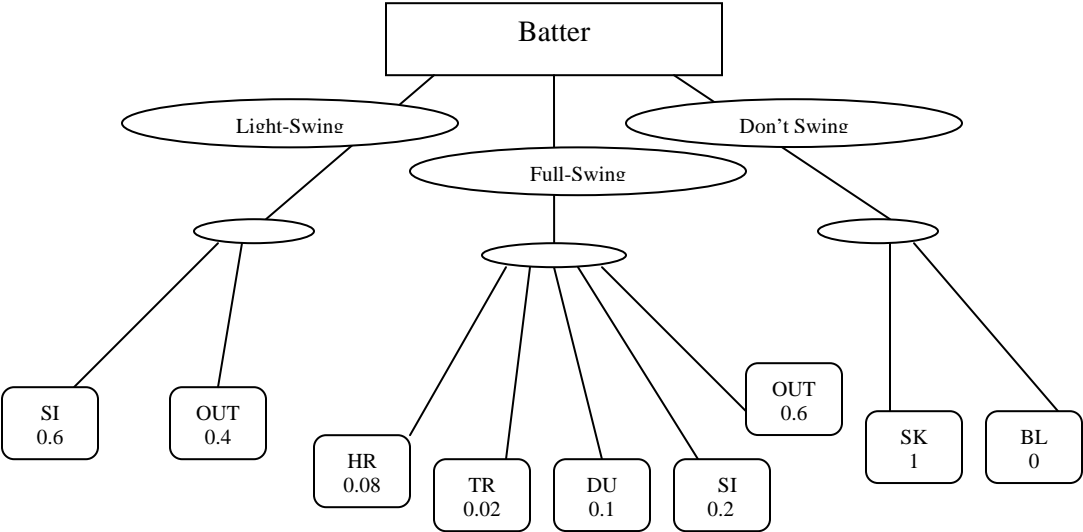 Batter
Light-Swing
Don't Swing
Full-Swing
SI
0.6
OUT
0.4
HR
0.08
TR
0.02
DU
0.1
SI
0.2
OUT
0.6
SK
1
BL
0